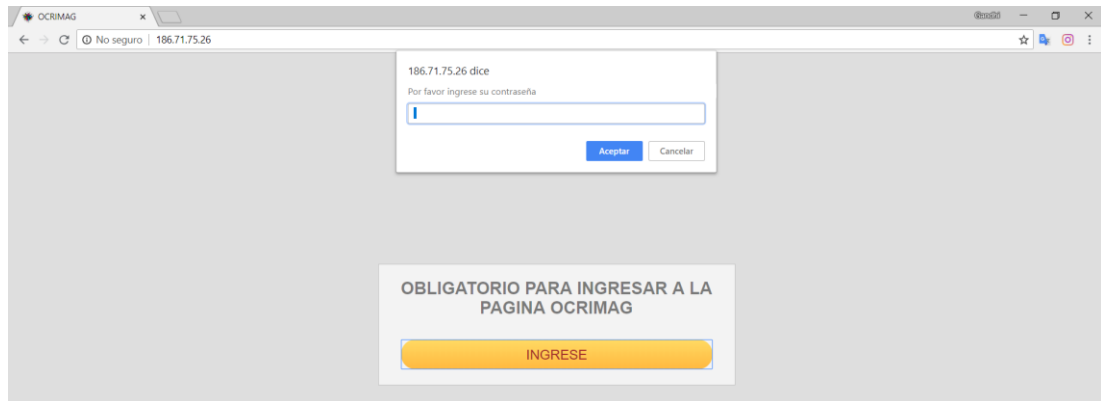 OCRIMAG
No seguro | 186.71.75.26
186.71.75.26 dice
Por favor ingrese su contraseña
Aceptar Cancelar
OBLIGATORIO PARA INGRESAR A LA
PAGINA OCRIMAG
INGRESE